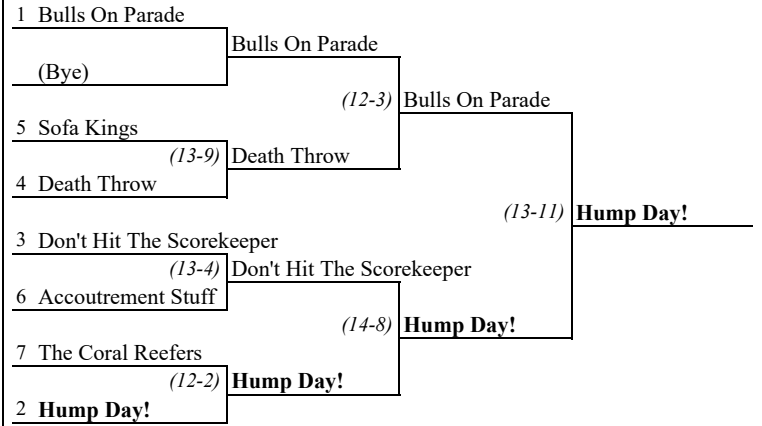 1 Bulls On Parade
Bulls On Parade
(Bye)
(12-3) Bulls On Parade
5 Sofa Kings
(13-9) Death Throw
4 Death Throw
(13-11) Hump Day!
3 Don't Hit The Scorekeeper
(13-4) Don't Hit The Scorekeeper
6 Accoutrement Stuff
(14-8) Hump Day!
7 The Coral Reefers
(12-2) Hump Day!
2 Hump Day!